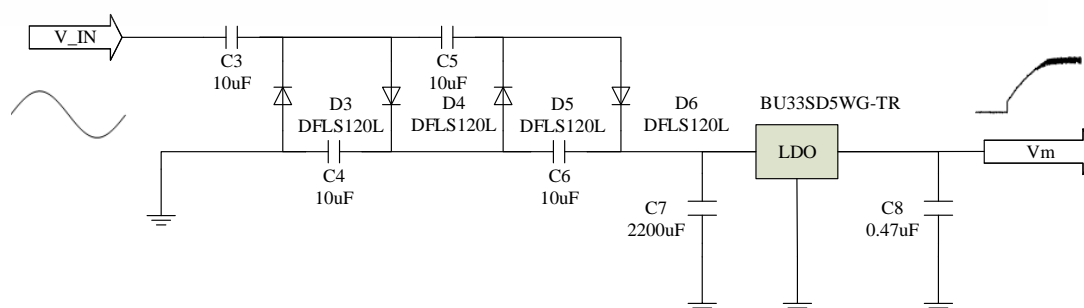 V_IN
C3
10uF
C5
10uF
D3
DFLS120L
D4
DFLS120L
D5
DFLS120L
D6
DFLS120L
BU33SD5WG-TR
LDO
Vm
C4
10uF
C6
10uF
C7
2200uF
C8
0.47uF